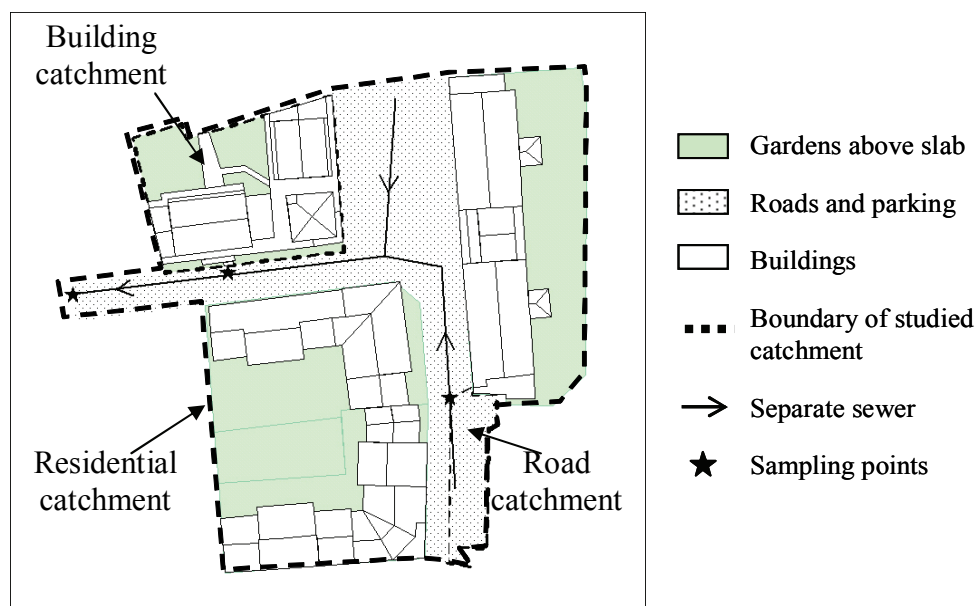 Building
catchment
Residential
catchment
Road
catchment
Gardens above slab
Roads and parking
Buildings
Boundary of studied
catchment
Separate sewer
Sampling points